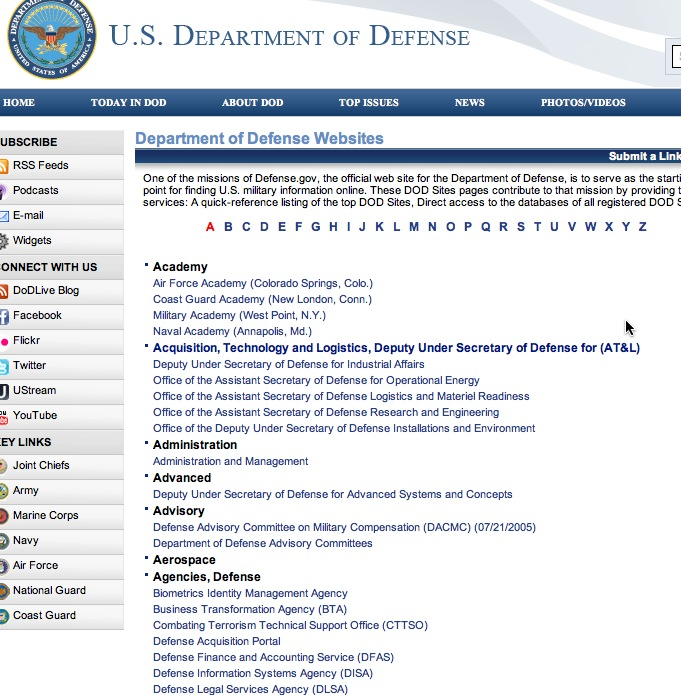 DEPARTMENT OF DEFENSE
UNITED STATES OF AMERICA
U.S. DEPARTMENT OF DEFENSE
HOME TODAY IN DOD ABOUT DOD TOP ISSUES NEWS PHOTOS/VIDEOS
UBSCRIBE
RSS Feeds
Podcasts
E-mail
Widgets
ONNECT WITH US
DoDLive Blog
Facebook
Flickr
Twitter
UStream
YouTube
EY LINKS
Joint Chiefs
Army
Marine Corps
Navy
Air Force
National Guard
Coast Guard
Department of Defense Websites
Submit a Link
One of the missions of Defense.gov, the official web site for the Department of Defense, is to serve as the starti
point for finding U.S. military information online. These DOD Sites pages contribute to that mission by providing t
services: A quick-reference listing of the top DOD Sites, Direct access to the databases of all registered DOD S
A B C D E F G H I J K L M N O P Q R S T U V W X Y Z
Academy
Air Force Academy (Colorado Springs, Colo.)
Coast Guard Academy (New London, Conn.)
Military Academy (West Point, N.Y.)
Naval Academy (Annapolis, Md.)
Acquisition, Technology and Logistics, Deputy Under Secretary of Defense for (AT&L)
Deputy Under Secretary of Defense for Industrial Affairs
Office of the Assistant Secretary of Defense for Operational Energy
Office of the Assistant Secretary of Defense Logistics and Materiel Readiness
Office of the Assistant Secretary of Defense Research and Engineering
Office of the Deputy Under Secretary of Defense Installations and Environment
Administration
Administration and Management
Advanced
Deputy Under Secretary of Defense for Advanced Systems and Concepts
Advisory
Defense Advisory Committee on Military Compensation (DACMC) (07/21/2005)
Department of Defense Advisory Committees
Aerospace
Agencies, Defense
Biometrics Identity Management Agency
Business Transformation Agency (BTA)
Combating Terrorism Technical Support Office (CTTSO)
Defense Acquisition Portal
Defense Finance and Accounting Service (DFAS)
Defense Information Systems Agency (DISA)
Defense Legal Services Agency (DLSA)